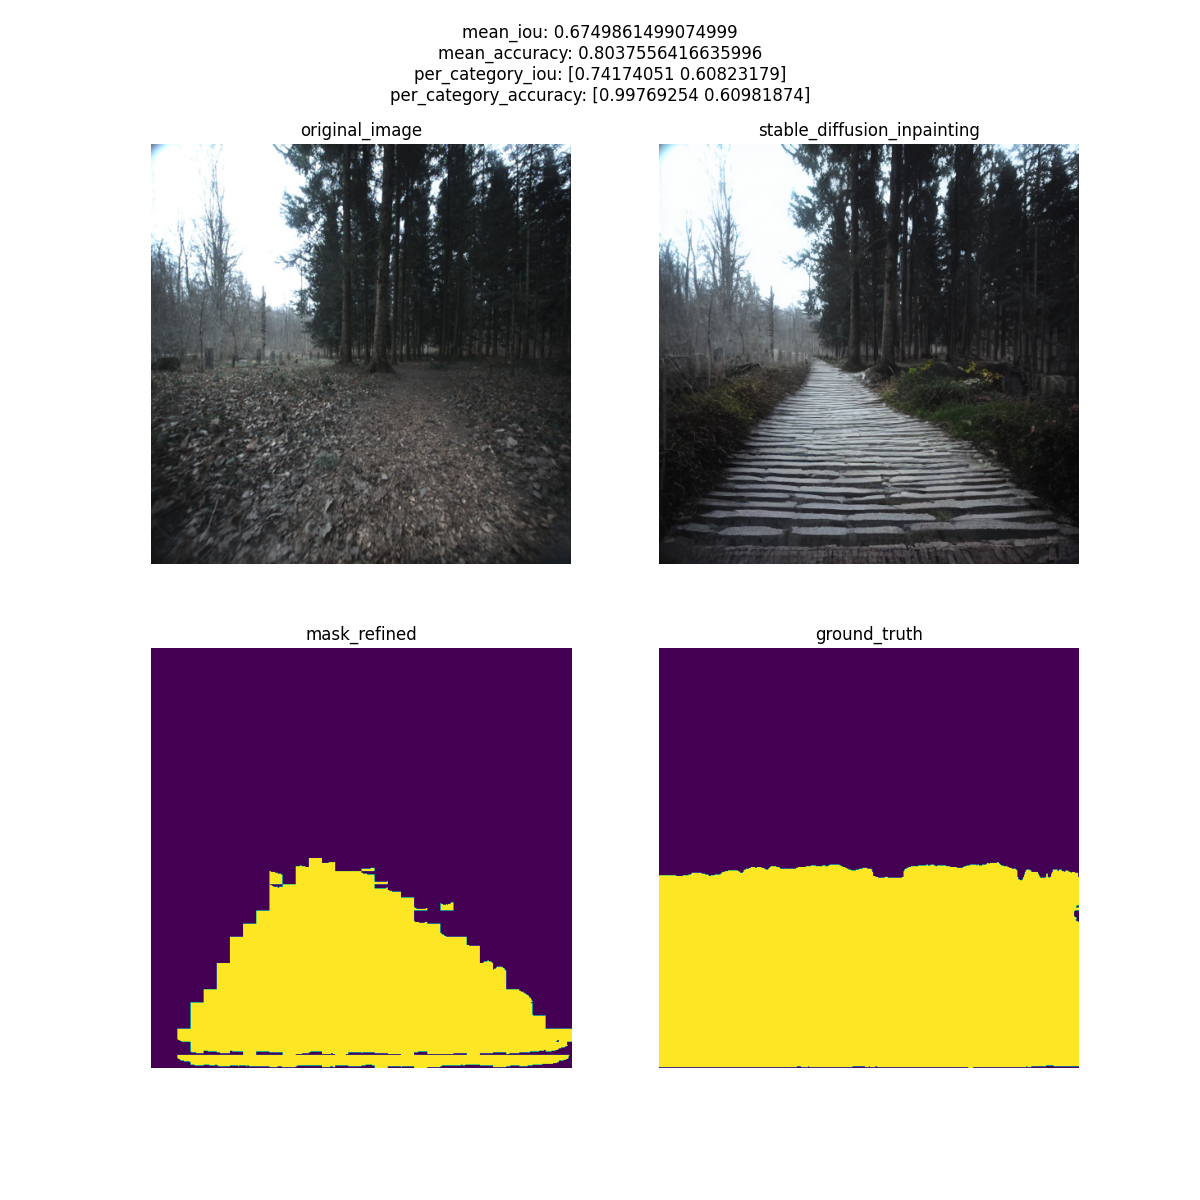 mean_iou: 0.6749861499074999
mean_accuracy: 0.8037556416635996
per_category_iou: [0.74174051 0.60823179]
per_category_accuracy: [0.99769254 0.60981874]
original_image
stable_diffusion_inpainting
mask_refined
ground_truth